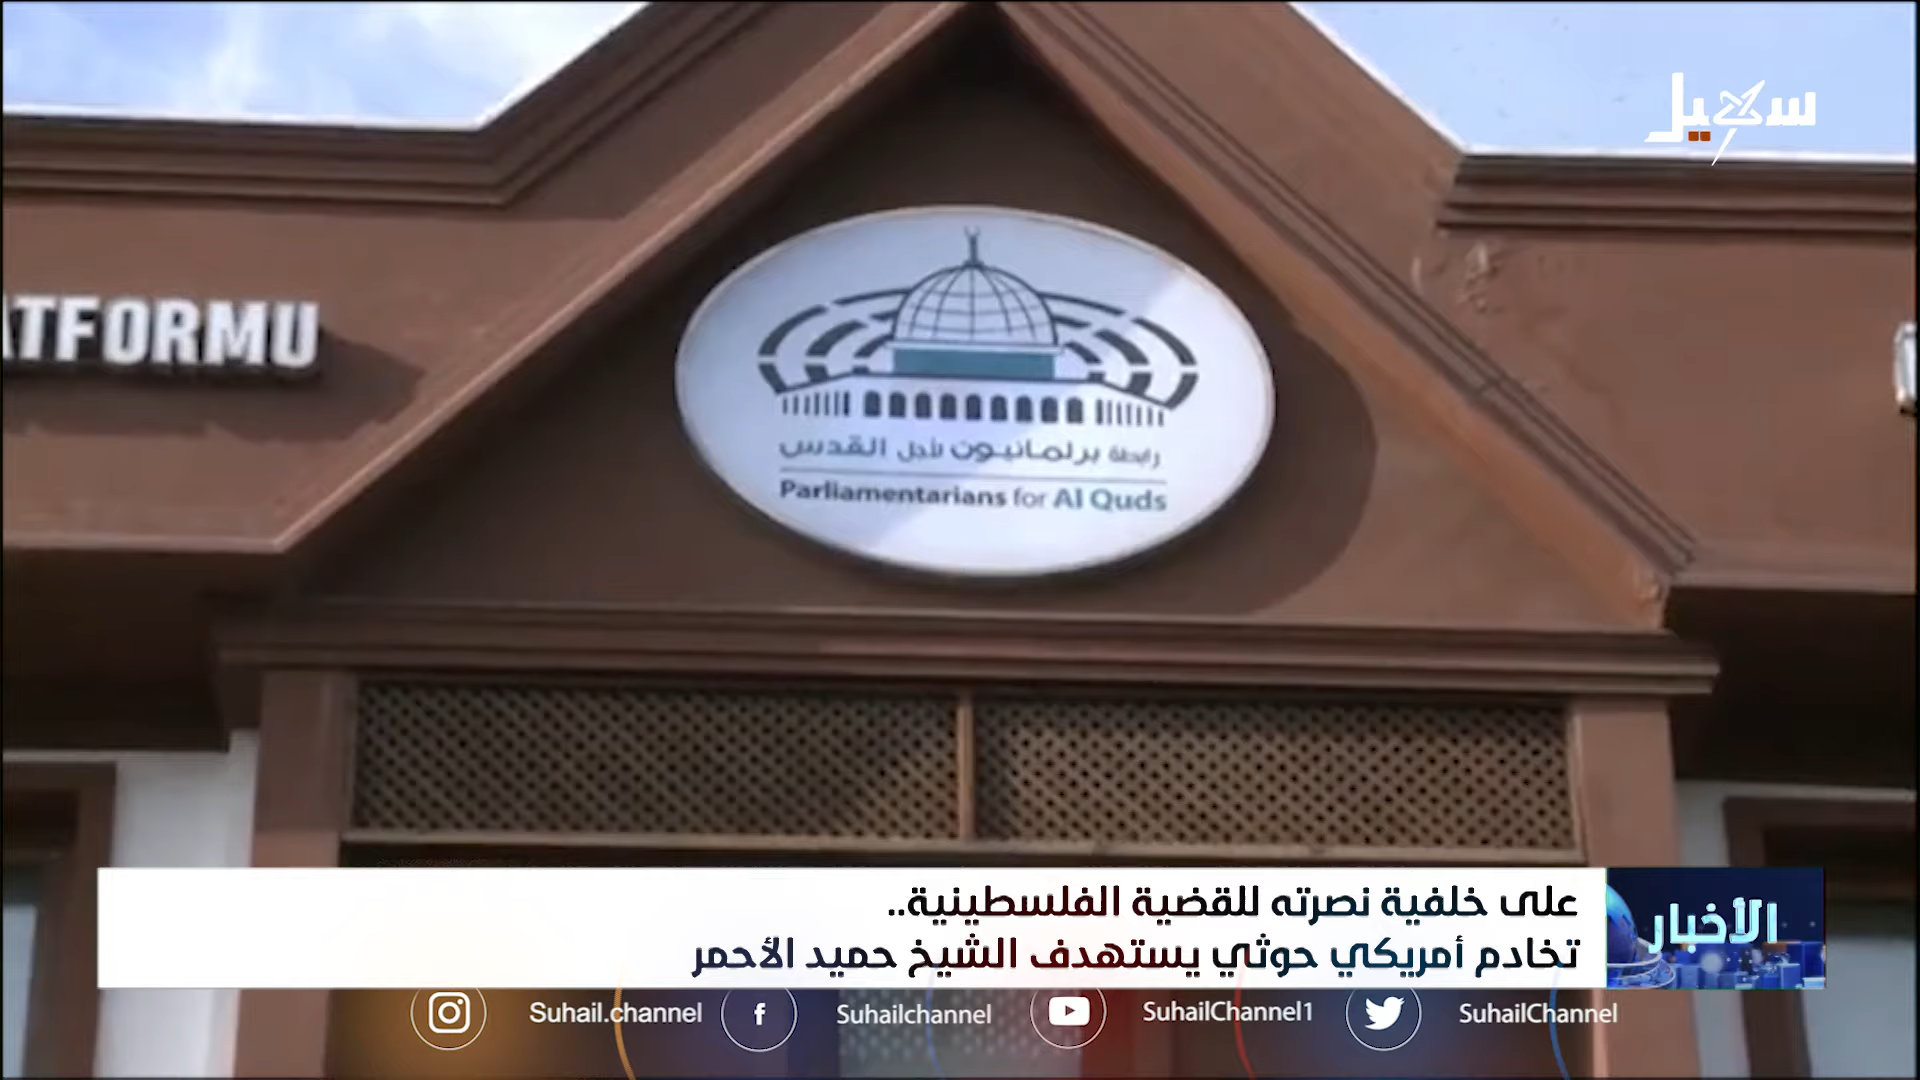 سهيل
ATFORMU
رابطة برلمانيون لأجل القدس
Parliamentarians for Al Quds
الأخبار
على خلفية نصرته للقضية الفلسطينية..
تخادم أمريكي حوثي يستهدف الشيخ حميد الأحمر
Suhail.channel
Suhailchannel
SuhailChannel1
SuhailChannel